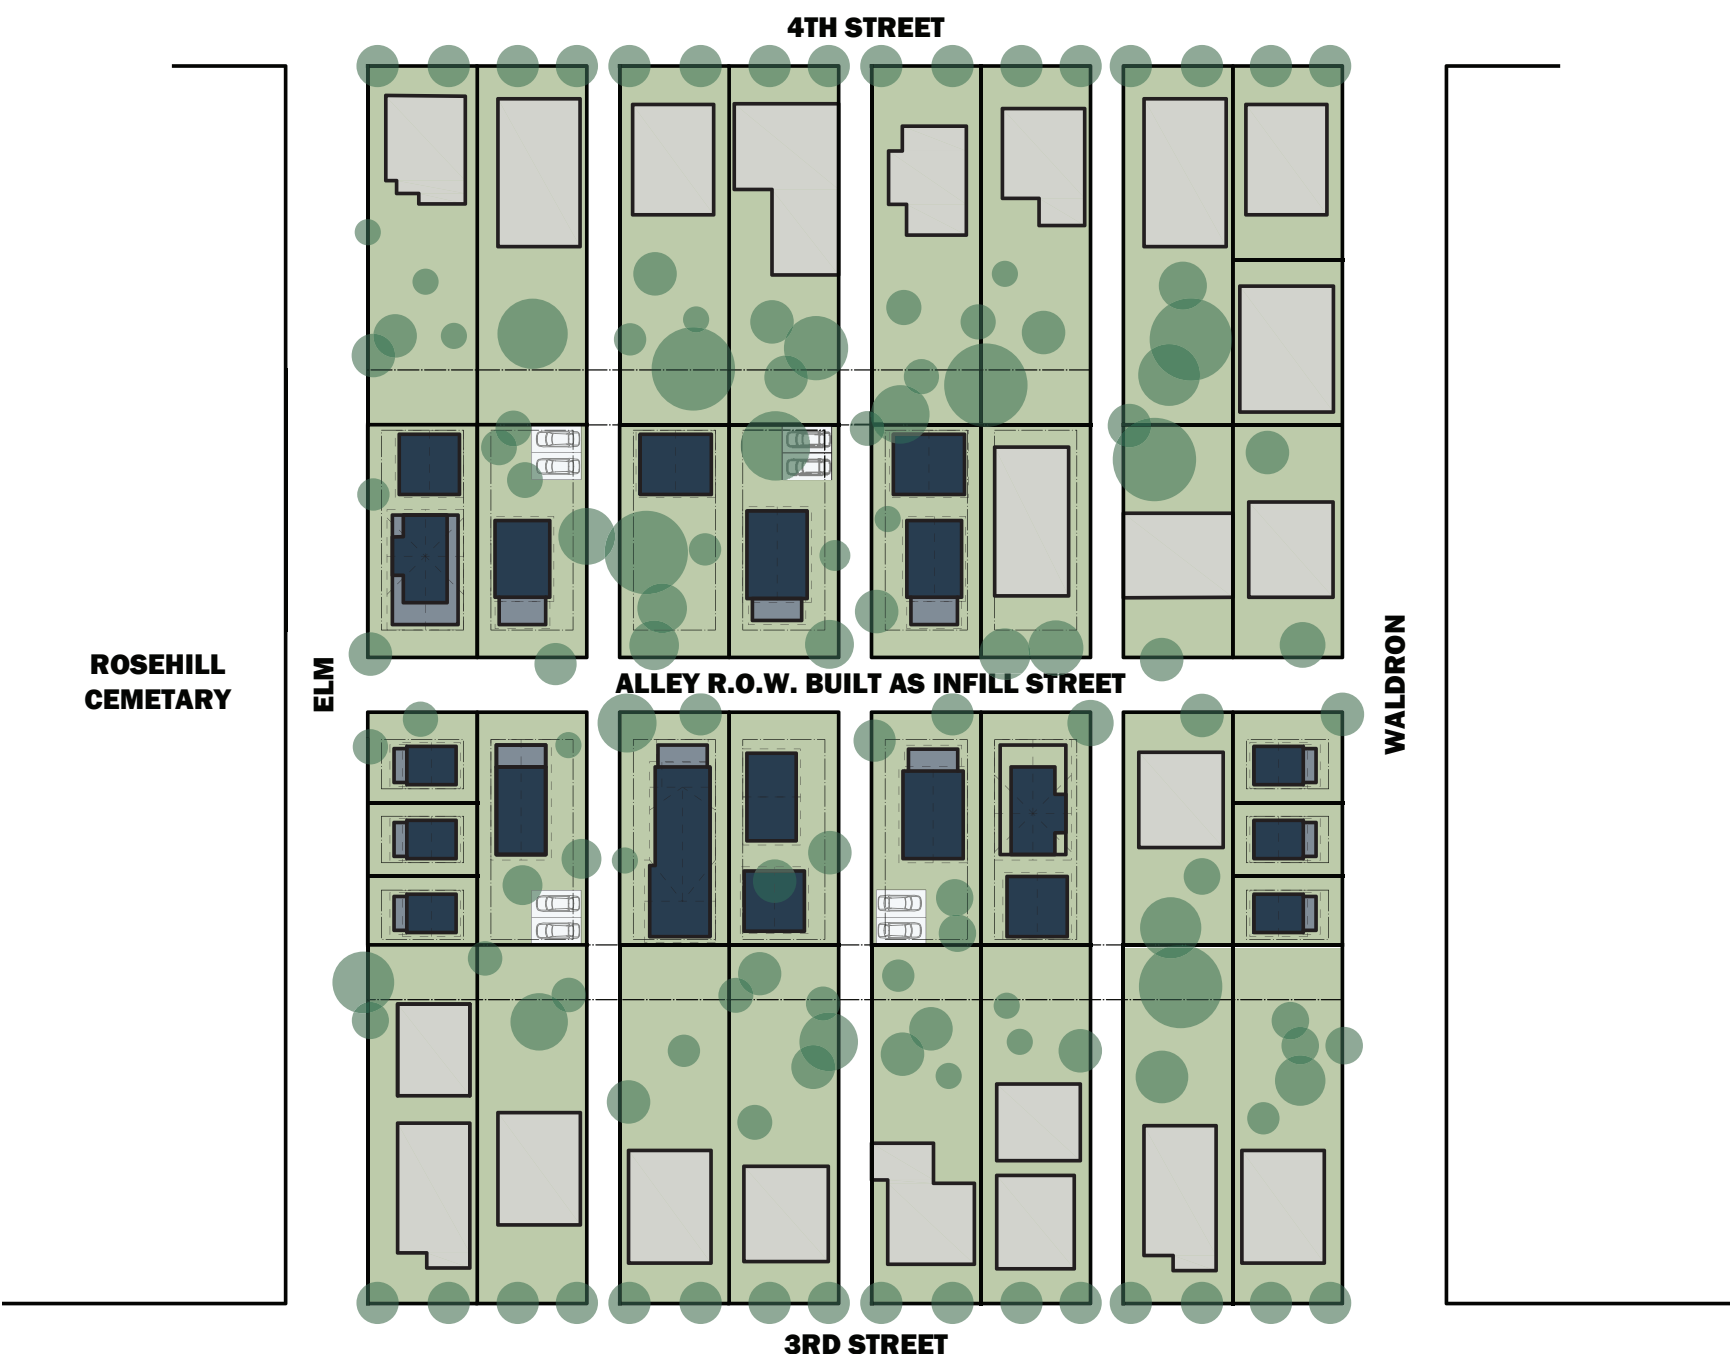 4TH STREET
ROSEHILL
CEMETARY
ELM
ALLEY R.O.W. BUILT AS INFILL STREET
WALDRON
3RD STREET